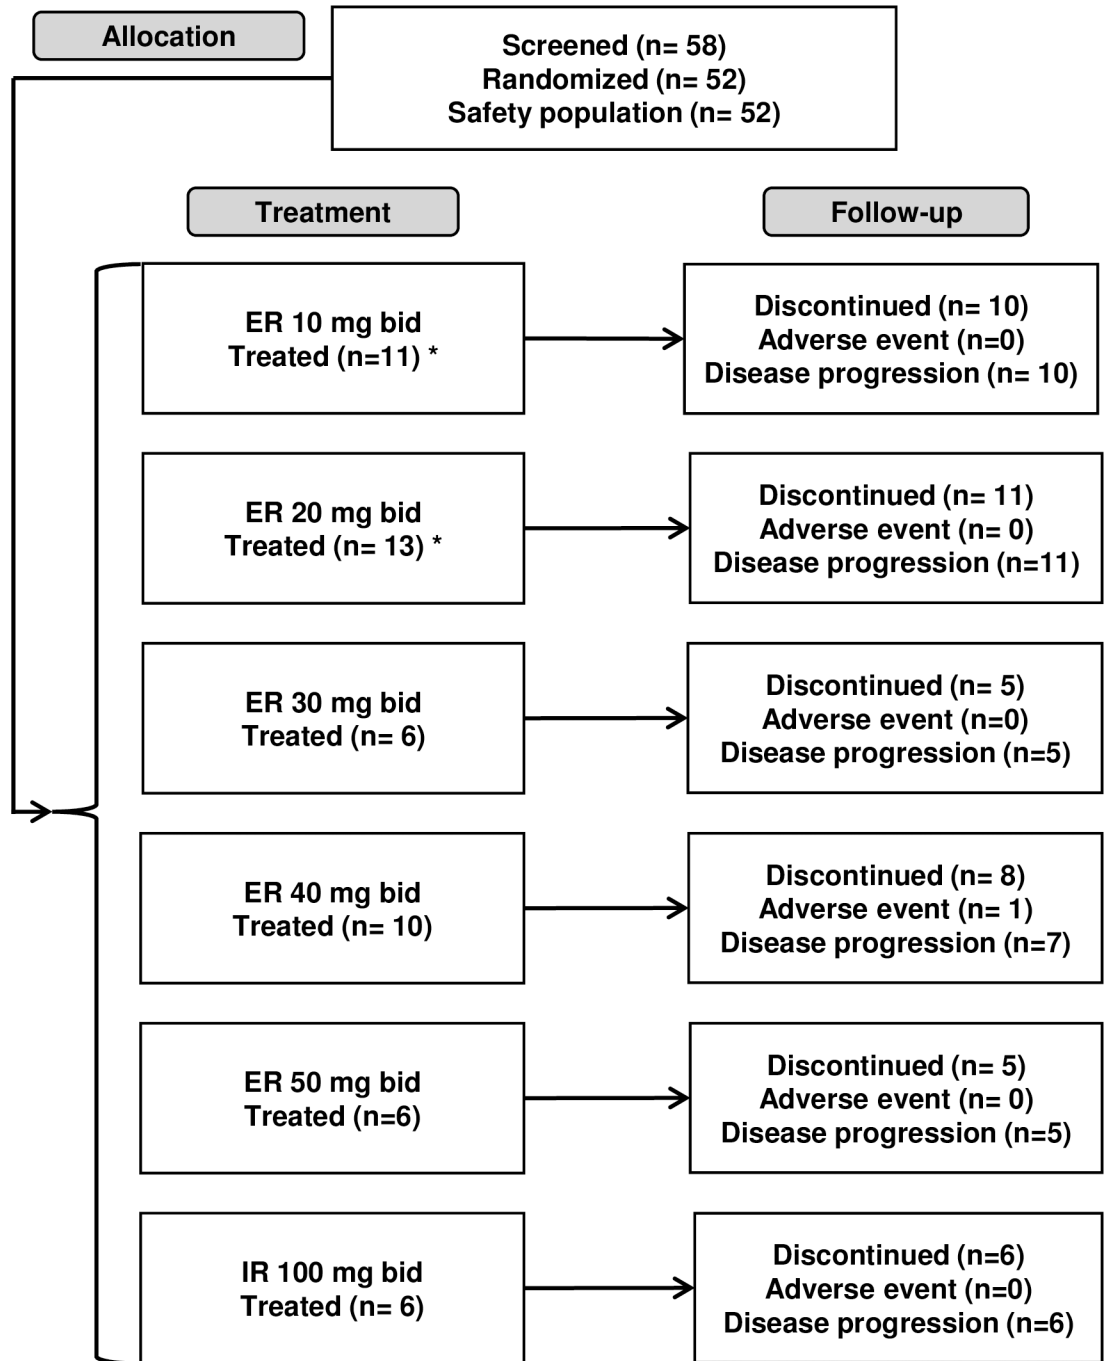 Allocation
Screened (n= 58)
Randomized (n= 52)
Safety population (n= 52)
Treatment
Follow-up
ER 10 mg bid
Treated (n=11) *
Discontinued (n= 10)
Adverse event (n=0)
Disease progression (n= 10)
ER 20 mg bid
Treated (n= 13) *
Discontinued (n= 11)
Adverse event (n= 0)
Disease progression (n=11)
ER 30 mg bid
Treated (n= 6)
Discontinued (n= 5)
Adverse event (n=0)
Disease progression (n=5)
ER 40 mg bid
Treated (n= 10)
Discontinued (n= 8)
Adverse event (n= 1)
Disease progression (n=7)
ER 50 mg bid
Treated (n=6)
Discontinued (n= 5)
Adverse event (n= 0)
Disease progression (n=5)
IR 100 mg bid
Treated (n= 6)
Discontinued (n=6)
Adverse event (n=0)
Disease progression (n=6)